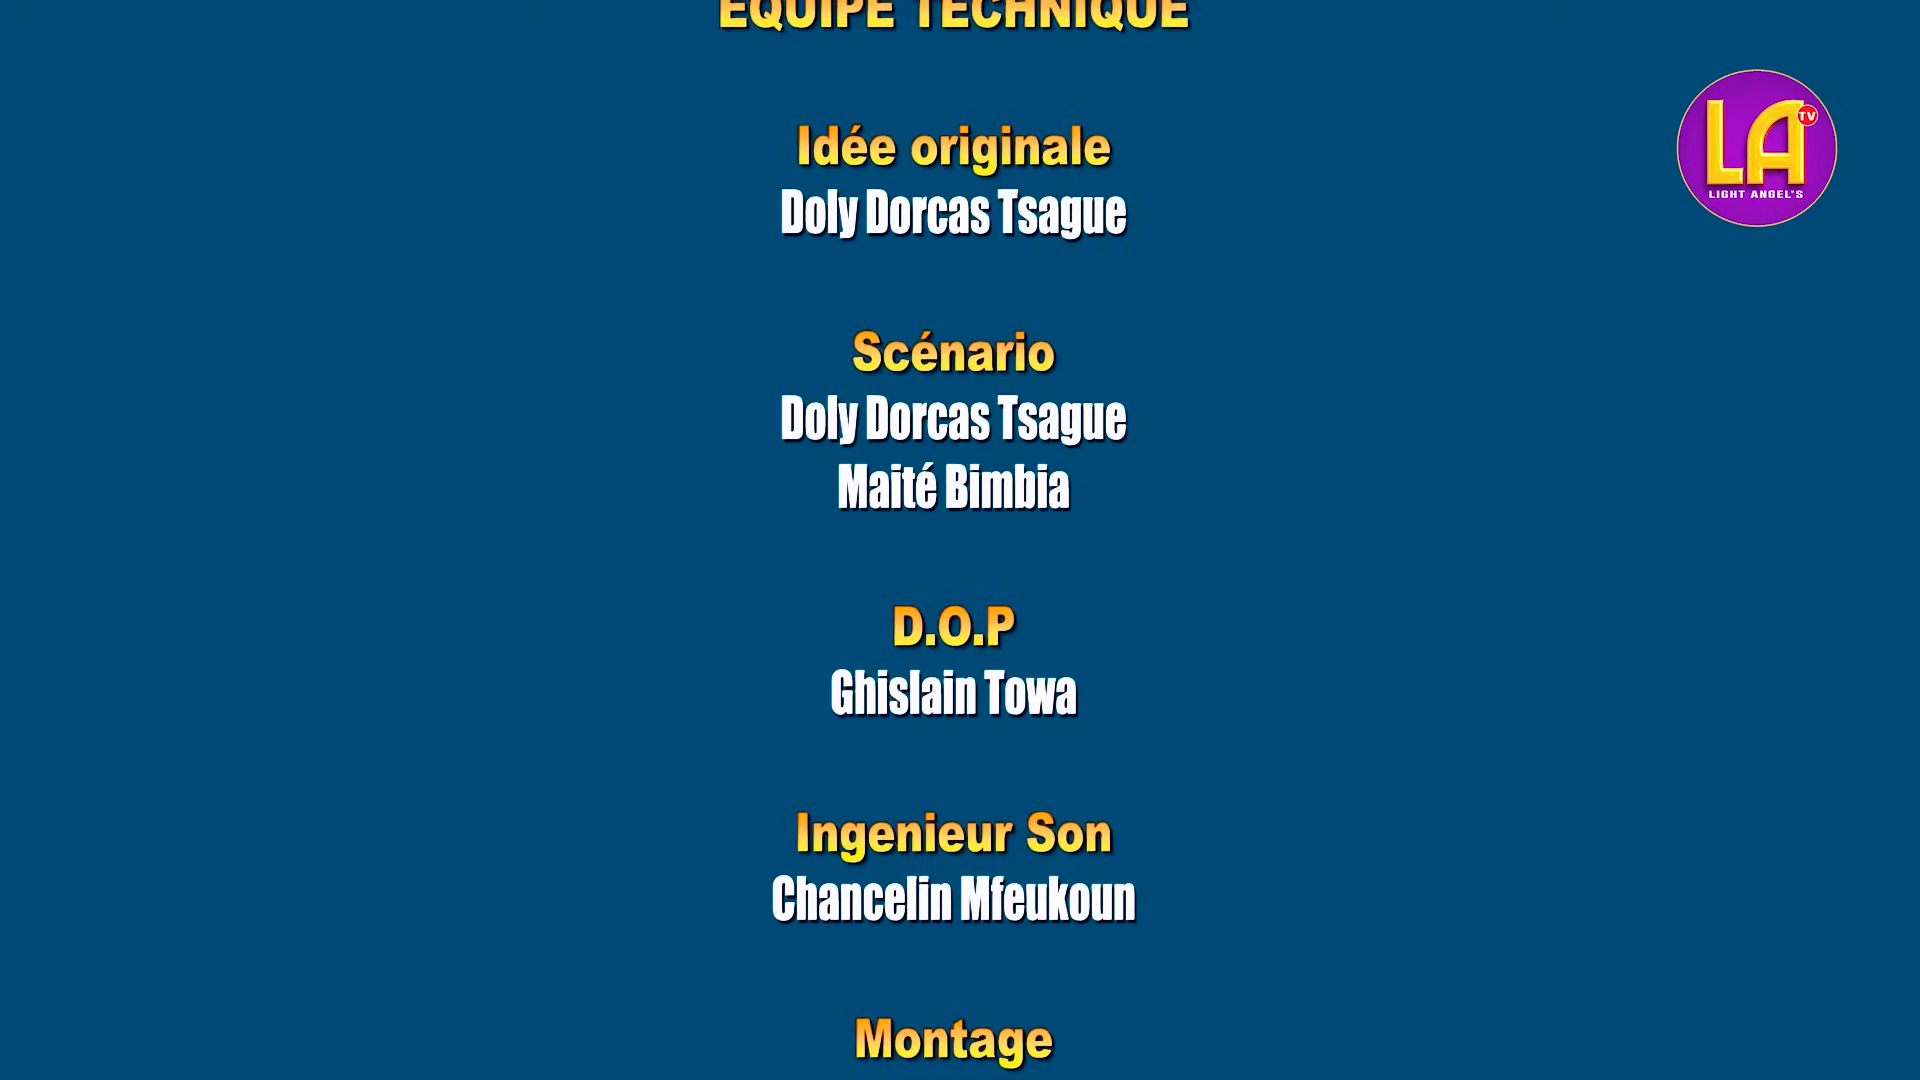 EQUIPE TECHNIQUE
Idée originale
Doly Dorcas Tsague
Scénario
Doly Dorcas Tsague
Maité Bimbia
D.O.P
Ghislain Towa
Ingenieur Son
Chancelin Mfeukoun
Montage
LA TV
LIGHT ANGEL'S